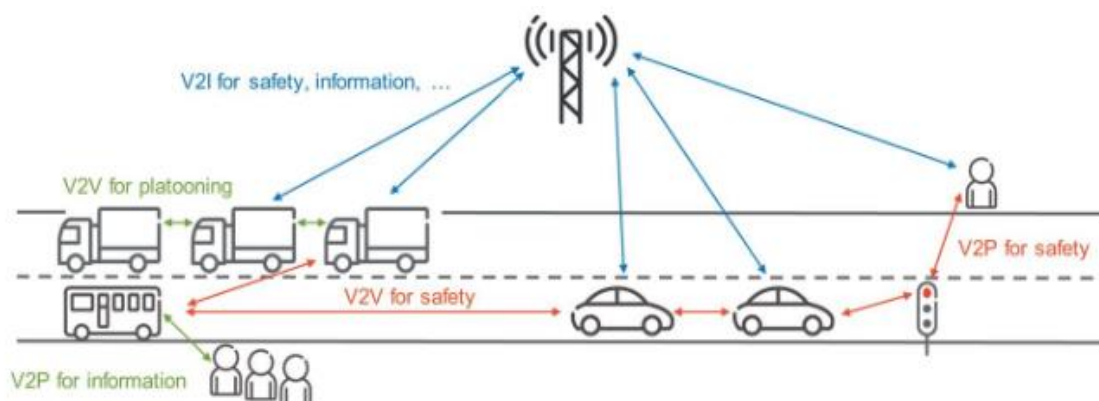 V2I for safety, information, ...
V2V for platooning
V2P for safety
V2V for safety
V2P for information